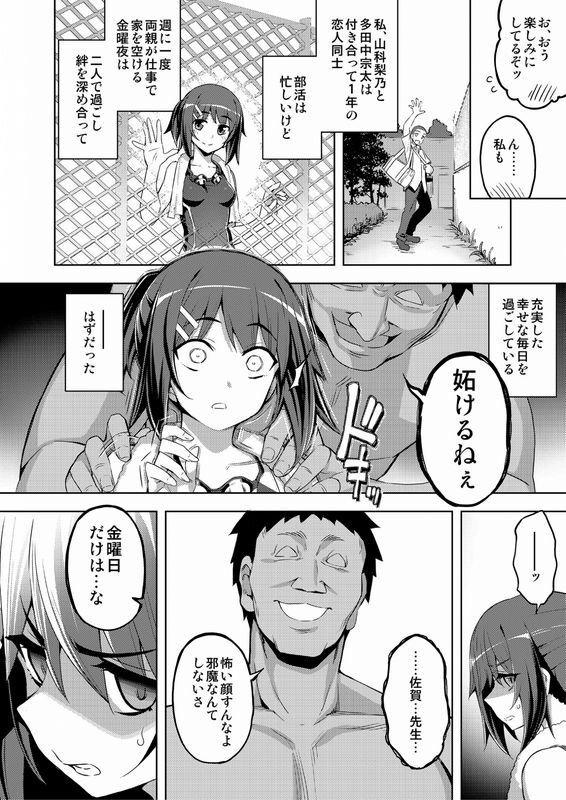 お、おう
楽しみに
してるぞッ
ん……
私も
私、山科梨乃と
多田中宗太は
付き合って1年の
恋人同士
部活は
忙しいけど
週に一度
両親が仕事で
家を空ける
金曜夜は
二人で過ごし
絆を深め合って
充実した
幸せな毎日を
過ごしている
妬けるねぇ
ドキッ
――
はずだった
――ッ
……佐賀…先生…
怖い顔すんなよ
邪魔なんて
しないさ
金曜日
だけは…な